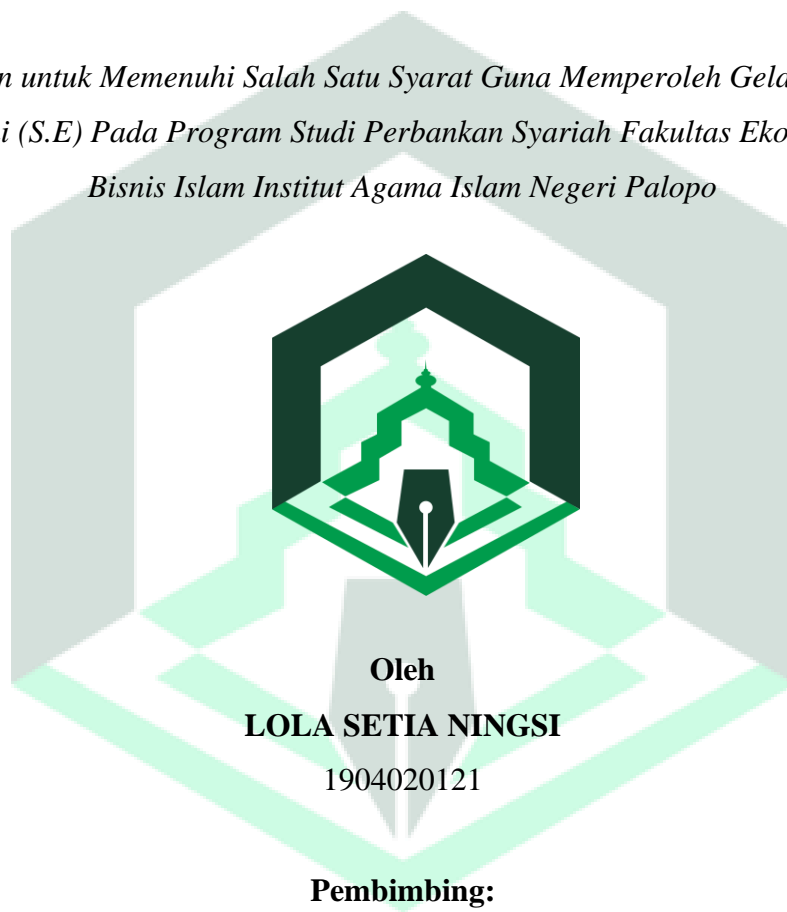 n untuk Memenuhi Salah Satu Syarat Guna Memperoleh Gela
i (S.E) Pada Program Studi Perbankan Syariah Fakultas Eko
Bisnis Islam Institut Agama Islam Negeri Palopo
Oleh
LOLA SETIA NINGSI
1904020121
Pembimbing: